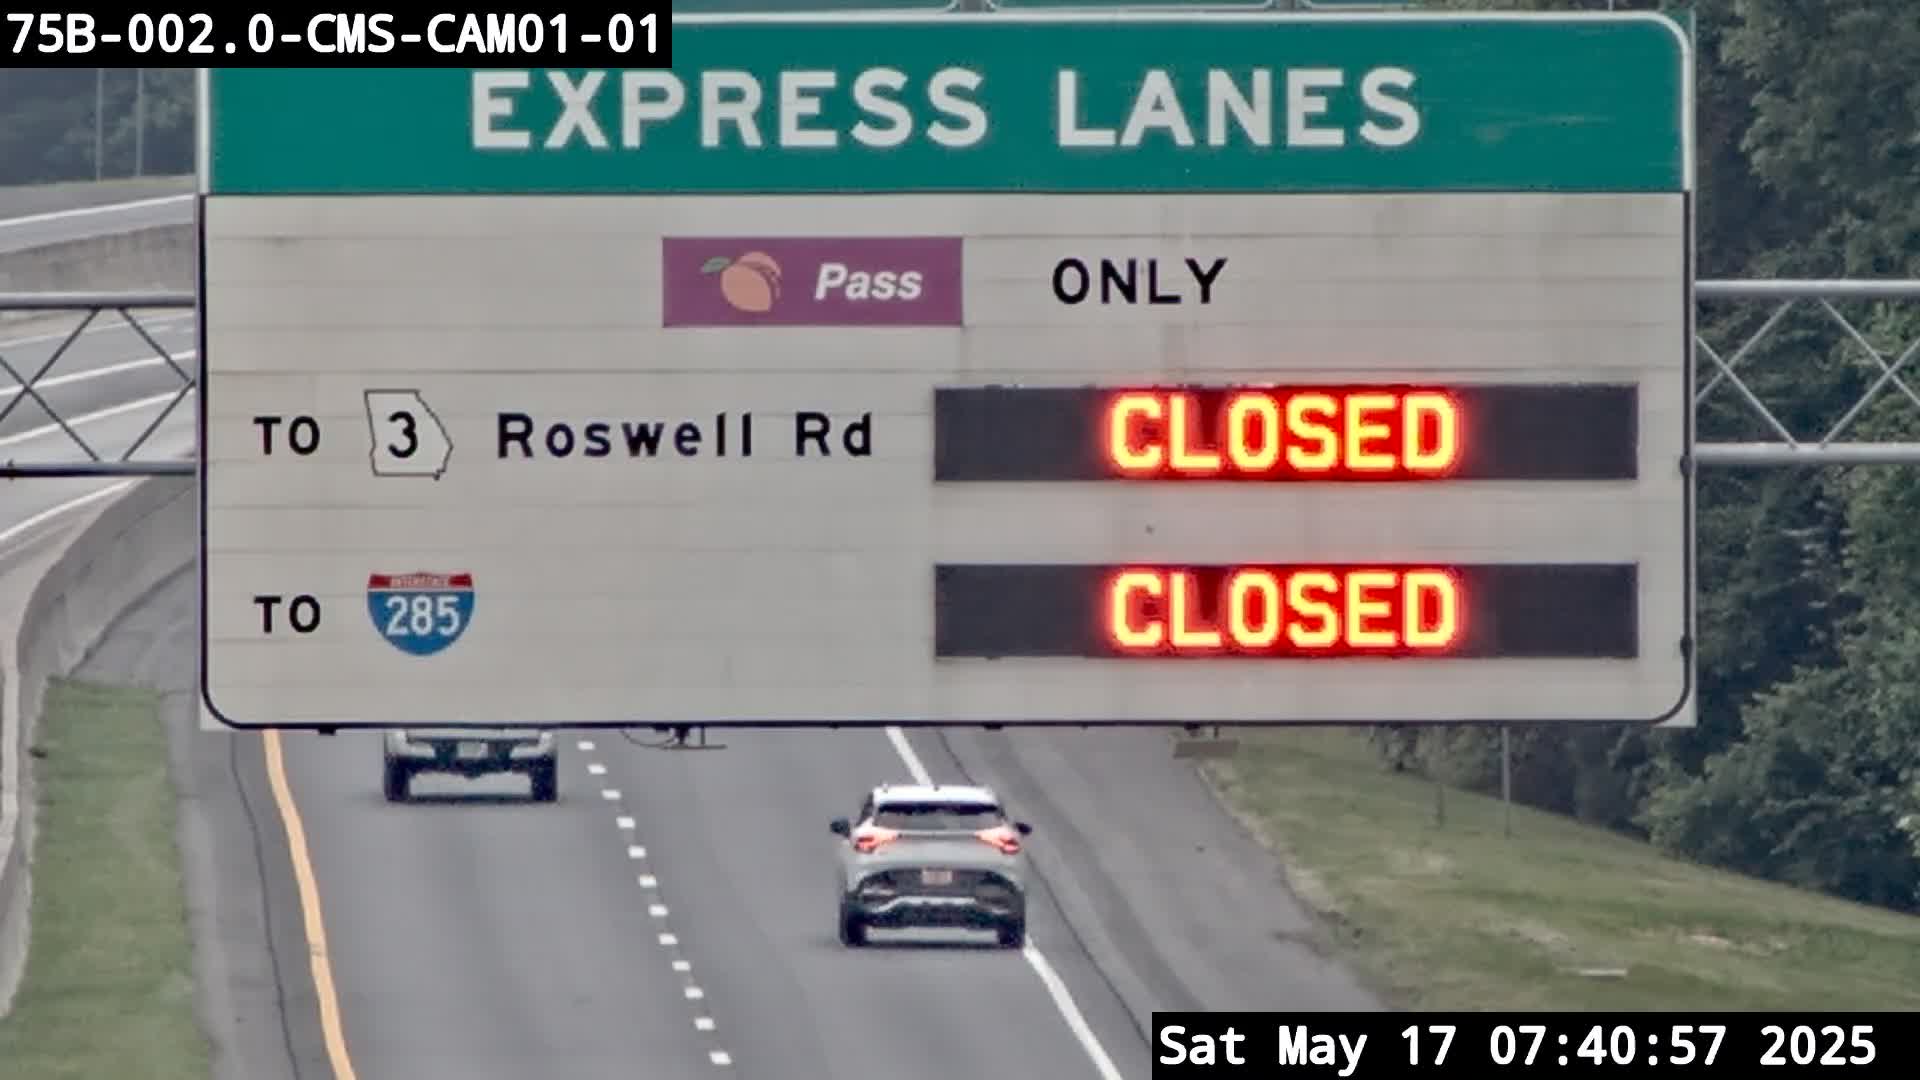 75B-002.0-CMS-CAM01-01
EXPRESS LANES
Pass ONLY
TO 3 Roswell Rd CLOSED
INTERSTATE
TO 285 CLOSED
Sat May 17 07:40:57 2025